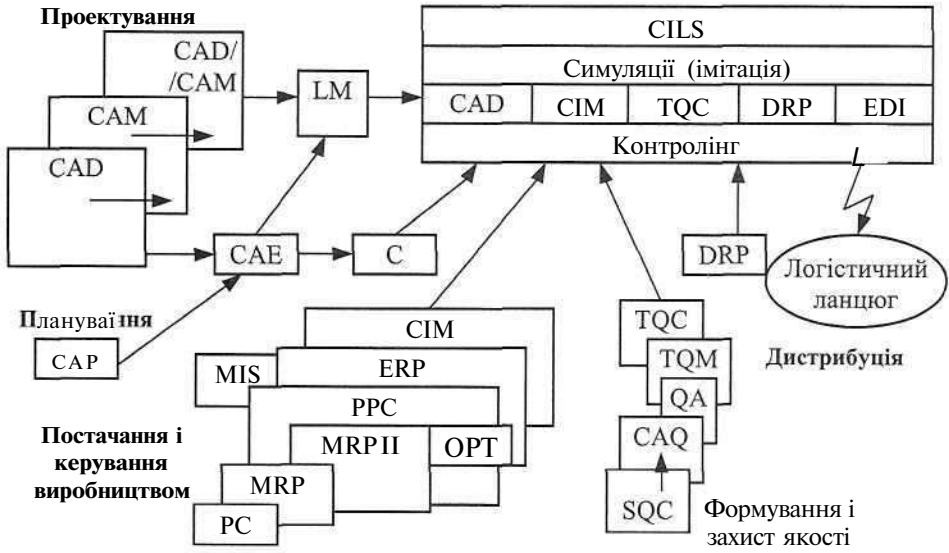 Проектування
CAD/
/CAM
CAM
CAD
LM
CILS
Симуляції (імітація)
CAD CIM TQC DRP EDI
Контролінг
L
CAE
C
DRP
Логістичний
ланцюг
Дистрибуція
Планування
CAP
CIM
MIS ERP
PPC
MRP II OPT
MRP
PC
Постачання і
керування
виробництвом
TQC
TQM
QA
CAQ
SQC
Формування і
захист якості